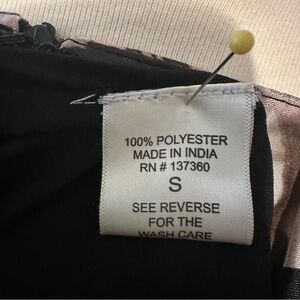 100% POLYESTER
MADE IN INDIA
RN # 137360
S
SEE REVERSE
FOR THE
WASH CARE